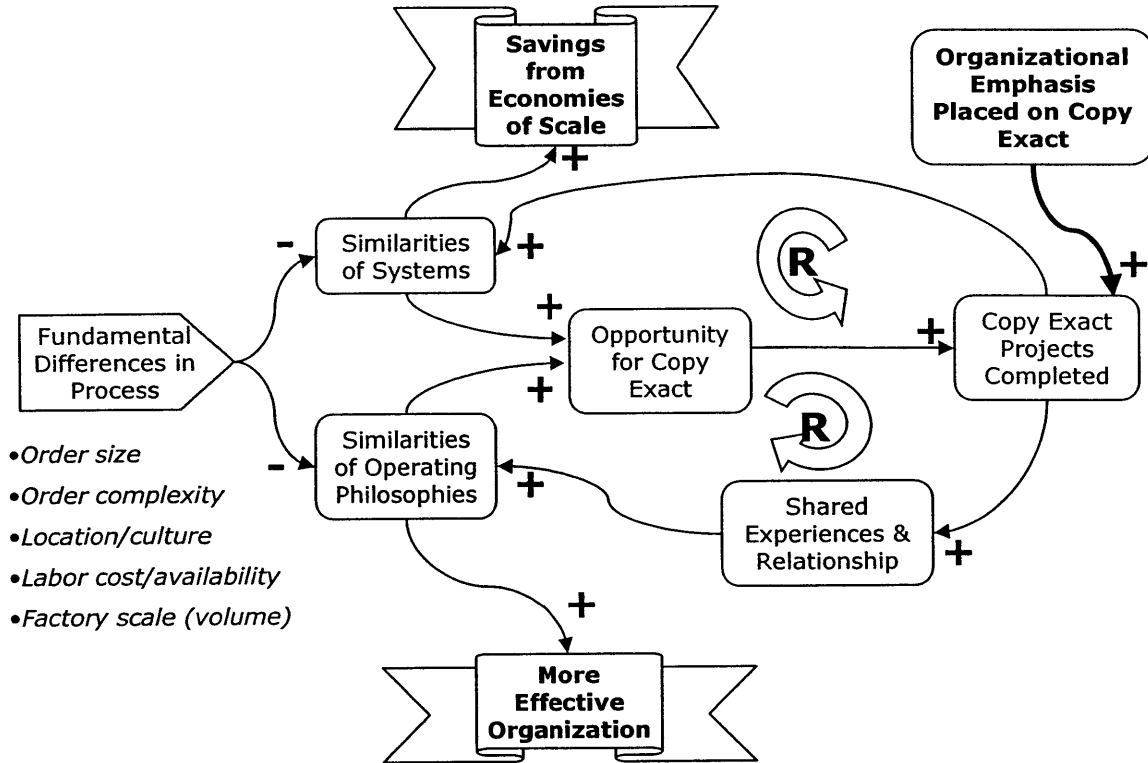 Savings
from
Economies
of Scale
+
Organizational
Emphasis
Placed on Copy
Exact
+
-
Similarities
of Systems
+
R
+
Opportunity
for Copy
Exact
+
+
Copy Exact
Projects
Completed
Fundamental
Differences in
Process
•Order size
•Order complexity
•Location/culture
•Labor cost/availability
•Factory scale (volume)
-
Similarities
of Operating
Philosophies
+
R
Shared
Experiences &
Relationship
+
+
More
Effective
Organization